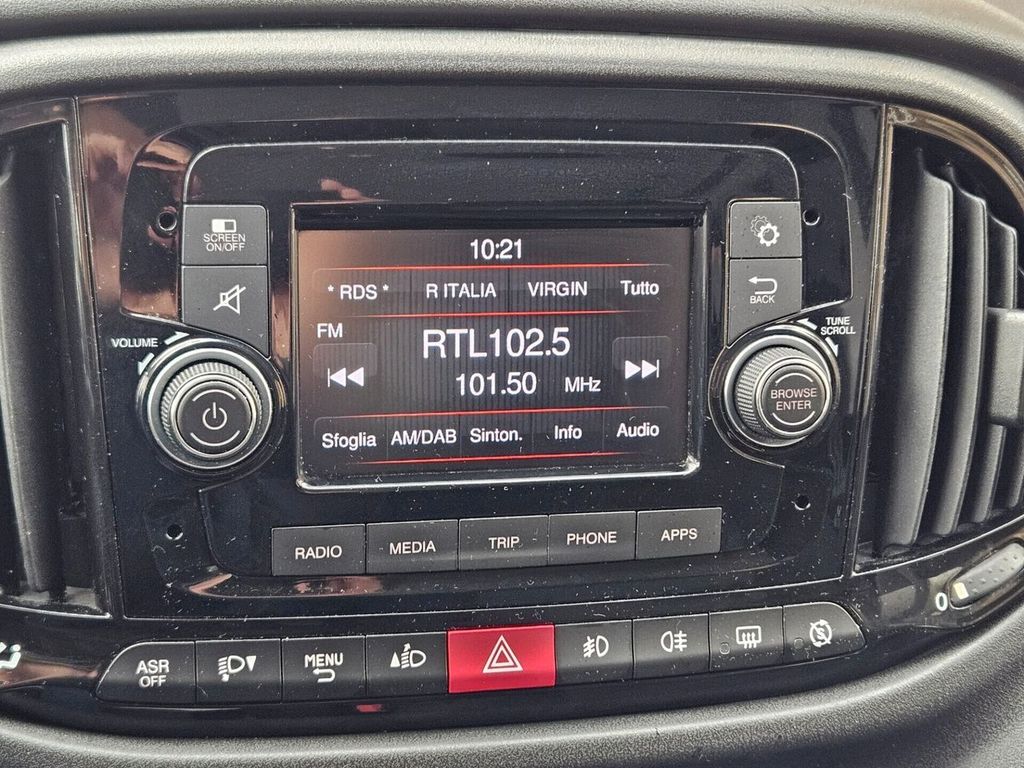 SCREEN
ON/OFF
VOLUME
10:21
* RDS * R ITALIA VIRGIN Tutto
FM
RTL102.5
101.50 MHz
Sfoglia AM/DAB Sinton. Info Audio
BACK
TUNE
SCROLL
BROWSE
ENTER
RADIO MEDIA TRIP PHONE APPS
ASR
OFF
MENU
0